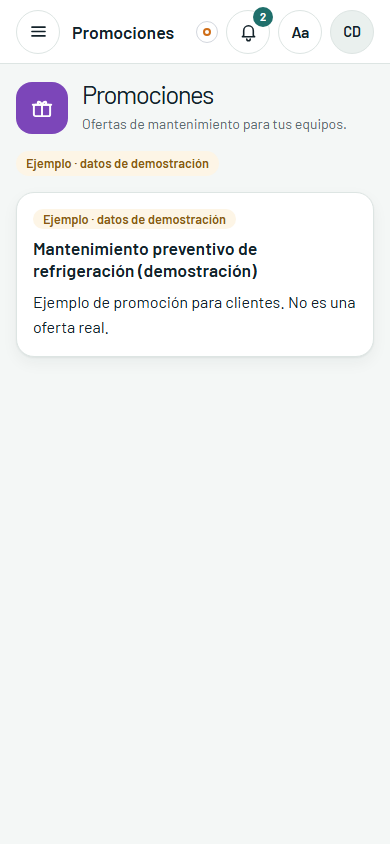 Promociones
2
Aa
CD
Promociones
Ofertas de mantenimiento para tus equipos.
Ejemplo · datos de demostración
Ejemplo · datos de demostración
Mantenimiento preventivo de
refrigeración (demostración)
Ejemplo de promoción para clientes. No es una
oferta real.